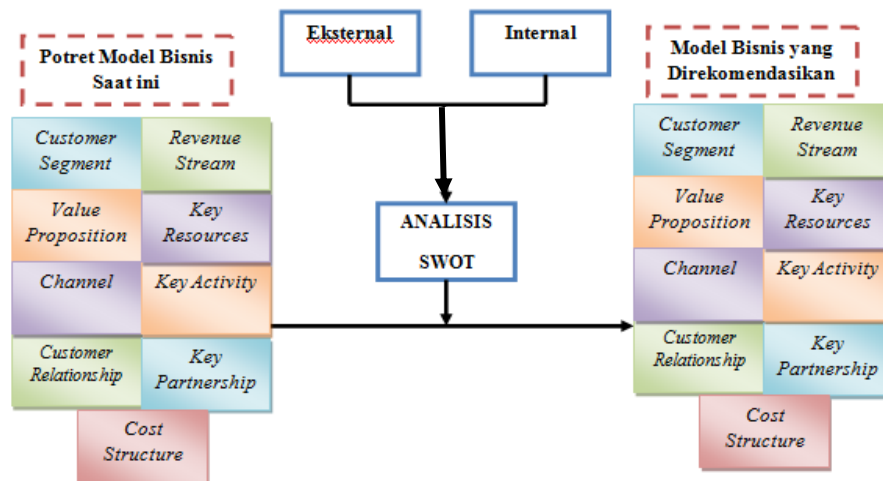 Potret Model Bisnis
Saat ini
Customer
Segment
Revenue
Stream
Value
Proposition
Key
Resources
Channel
Key Activity
Customer
Relationship
Key
Partnership
Cost
Structure
Eksternal
Internal
ANALISIS
SWOT
Model Bisnis yang
Direkomendasikan
Customer
Segment
Revenue
Stream
Value
Proposition
Key
Resources
Channel
Key Activity
Customer
Relationship
Key
Partnership
Cost
Structure